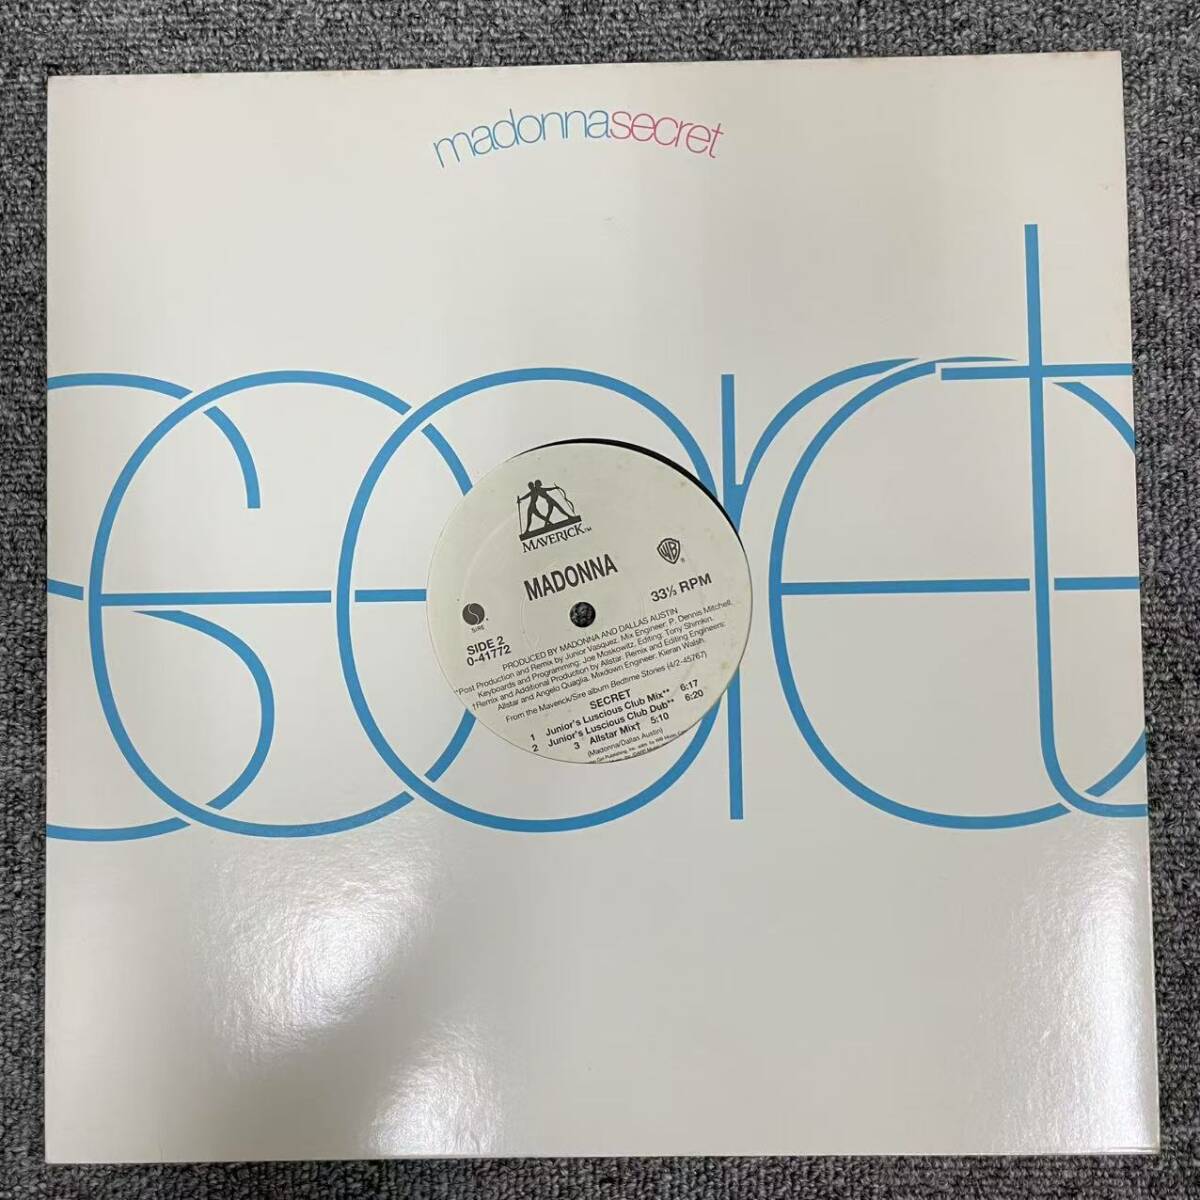 madonnasecret
secret
MAVERICK™
MADONNA
WB
®
33⅓ RPM
S
SIRE
SIDE 2
0-41772
PRODUCED BY MADONNA AND DALLAS AUSTIN
*Post Production and Remix by Junior Vasquez. Mix Engineer: P. Dennis Mitchell.
Keyboards and Programming: Joe Moskowitz. Editing: Tony Shimkin.
†Remix and Additional Production by Allstar. Remix and Editing Engineers:
Allstar and Angelo Quaglia. Mixdown Engineer: Kieran Walsh.
From the Maverick/Sire album Bedtime Stories (4/2-45767)
SECRET
1 Junior's Luscious Club Mix** 6:17
2 Junior's Luscious Club Dub** 6:20
3 Allstar Mix† 5:10
(Madonna/Dallas Austin)